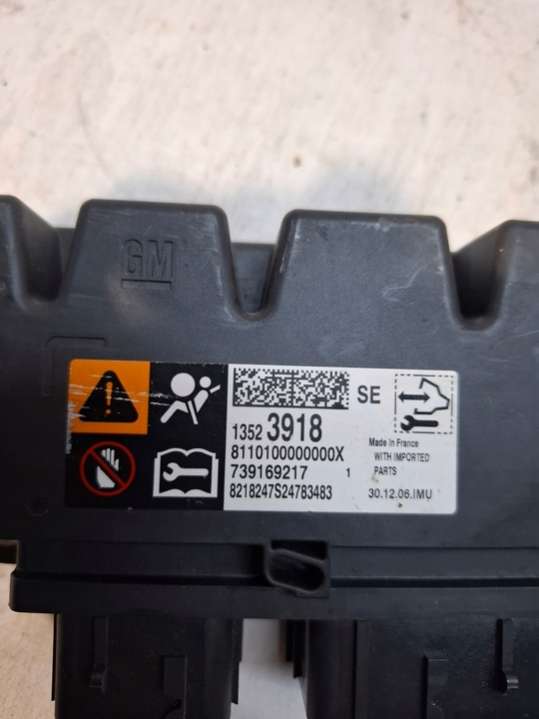 GM
SE
1352 3918
8110100000000X
739169217 1
8218247S24783483
Made In France
WITH IMPORTED
PARTS
30.12.06.IMU